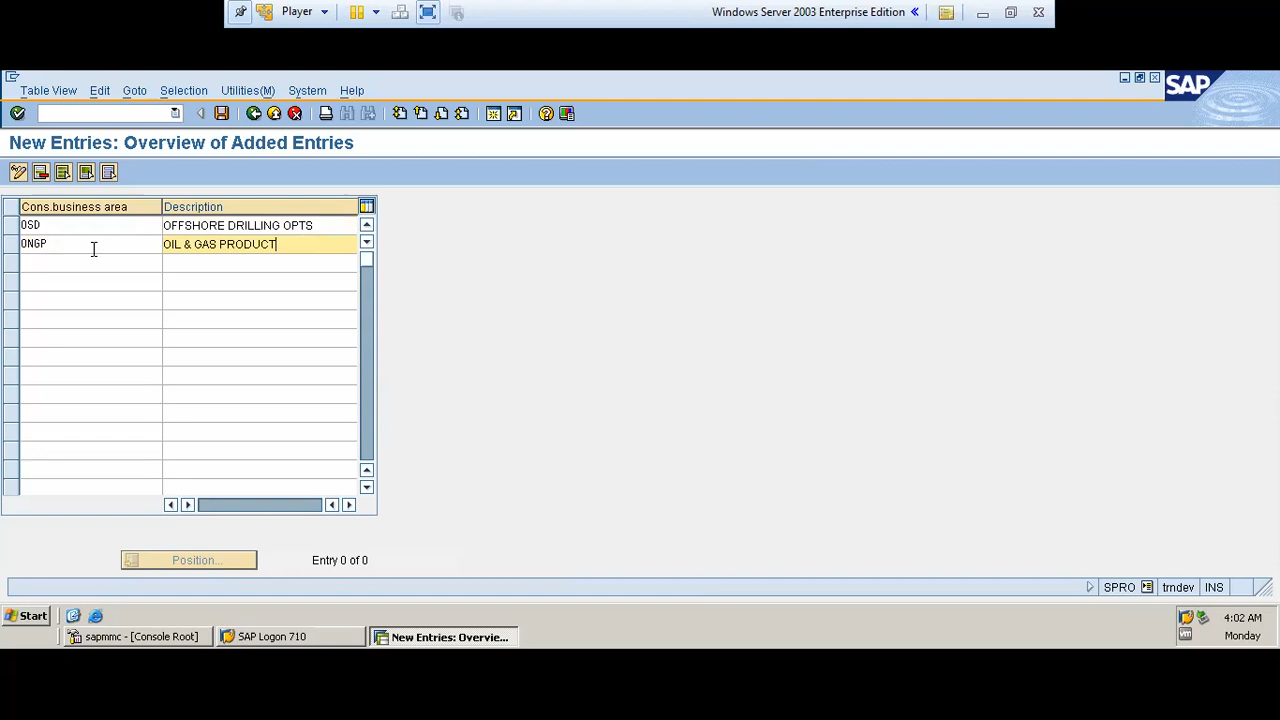 Player
Windows Server 2003 Enterprise Edition
Table View Edit Goto Selection Utilities(M) System Help
SAP
New Entries: Overview of Added Entries
Cons.business area Description
OSD OFFSHORE DRILLING OPTS
ONGP OIL & GAS PRODUCT
Position... Entry 0 of 0
SPRO trndev INS
Start
4:02 AM
sapmmc - [Console Root] SAP Logon 710 New Entries: Overvie...
Monday